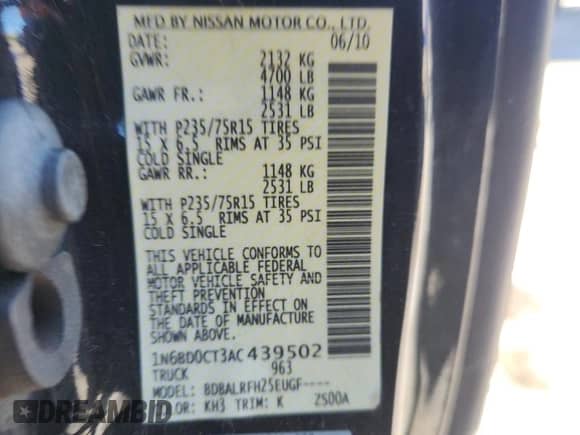 MFD BY NISSAN MOTOR CO., LTD.
DATE: 06/10
GVWR: 2132 KG
4700 LB
GAWR FR.: 1148 KG
2531 LB
WITH P235/75R15 TIRES
15 X 6.5 RIMS AT 35 PSI
COLD SINGLE
GAWR RR.: 1148 KG
2531 LB
WITH P235/75R15 TIRES
15 X 6.5 RIMS AT 35 PSI
COLD SINGLE
THIS VEHICLE CONFORMS TO
ALL APPLICABLE FEDERAL
MOTOR VEHICLE SAFETY AND
THEFT PREVENTION
STANDARDS IN EFFECT ON
THE DATE OF MANUFACTURE
SHOWN ABOVE.
1N6BD0CT3AC439502
TRUCK 963
MODEL: BDBALRFHZ5EUGF----
COLOR: KH3 TRIM: K ZS00A
DREAMBID